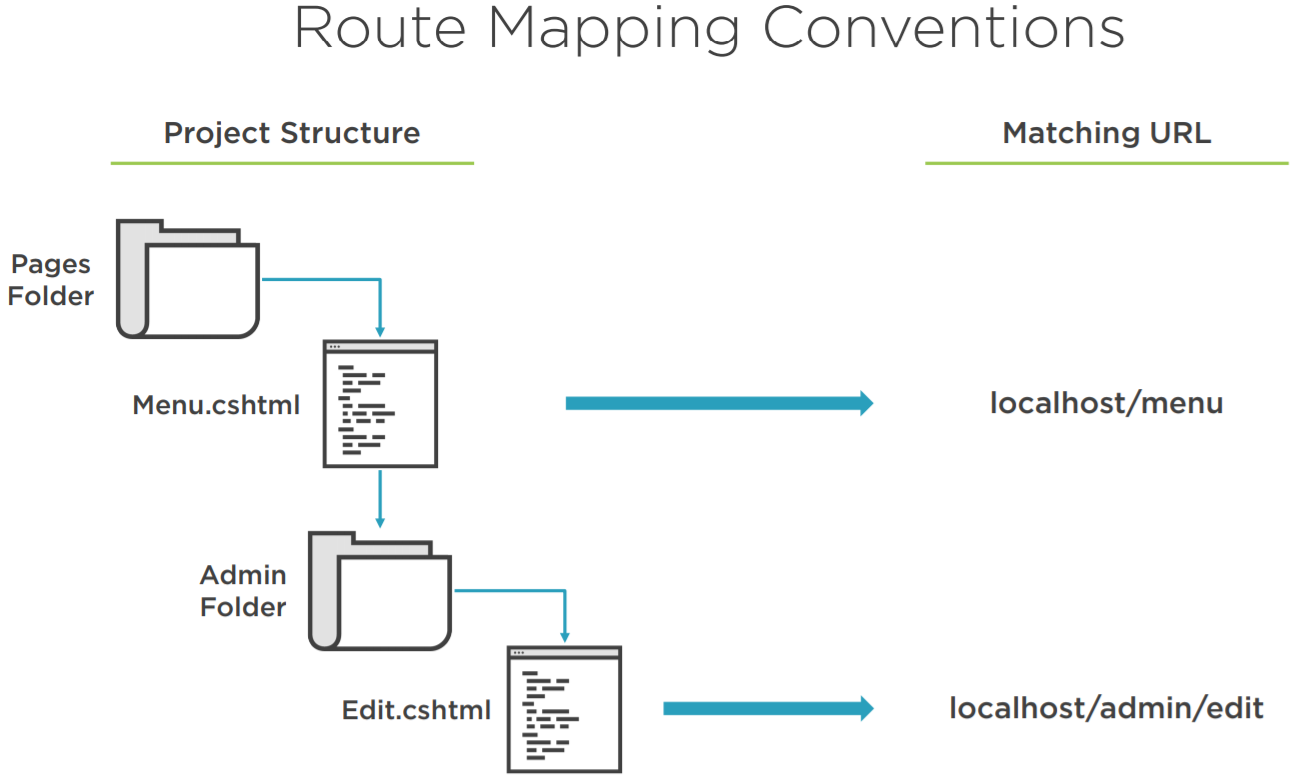 Route Mapping Conventions
Project Structure
Matching URL
Pages
Folder
Menu.cshtml
localhost/menu
Admin
Folder
Edit.cshtml
localhost/admin/edit